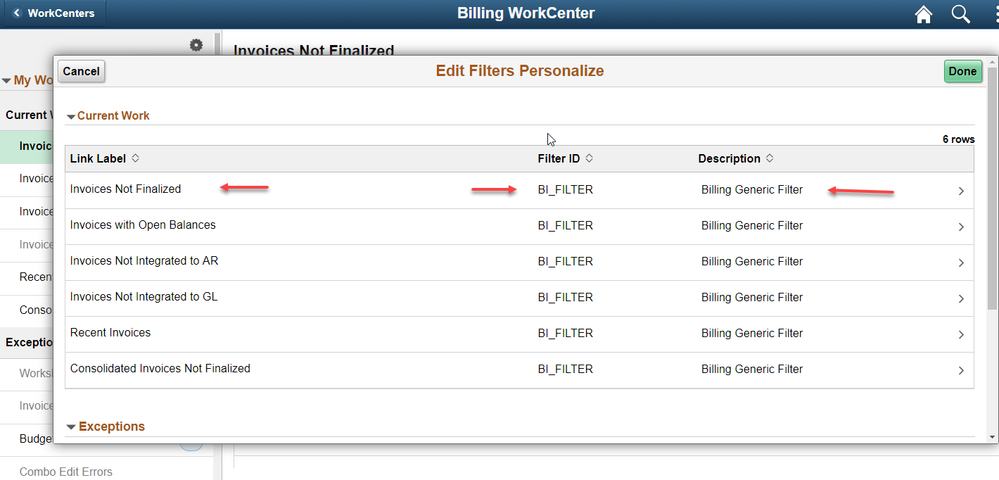 WorkCenters
Billing WorkCenter
Invoices Not Finalized
My Wo
Current W
Invoic
Invoice
Invoice
Invoice
Recen
Conso
Exceptio
Works
Invoice
Budge
Combo Edit Errors
Cancel
Edit Filters Personalize
Done
Current Work
6 rows
Link Label Filter ID Description
Invoices Not Finalized BI_FILTER Billing Generic Filter
Invoices with Open Balances BI_FILTER Billing Generic Filter
Invoices Not Integrated to AR BI_FILTER Billing Generic Filter
Invoices Not Integrated to GL BI_FILTER Billing Generic Filter
Recent Invoices BI_FILTER Billing Generic Filter
Consolidated Invoices Not Finalized BI_FILTER Billing Generic Filter
Exceptions